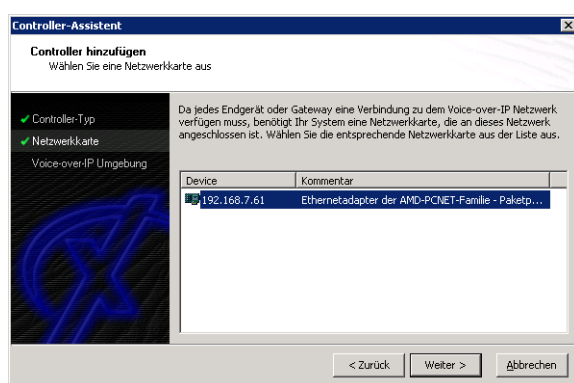 Controller-Assistent
Controller hinzufügen
Wählen Sie eine Netzwerkkarte aus
Controller-Typ
Netzwerkkarte
Voice-over-IP Umgebung
Da jedes Endgerät oder Gateway eine Verbindung zu dem Voice-over-IP Netzwerk
verfügen muss, benötigt Ihr System eine Netzwerkkarte, die an dieses Netzwerk
angeschlossen ist. Wählen Sie die entsprechende Netzwerkkarte aus der Liste aus.
Device Kommentar
192.168.7.61 Ethernetadapter der AMD-PCNET-Familie - Paketp...
< Zurück Weiter > Abbrechen